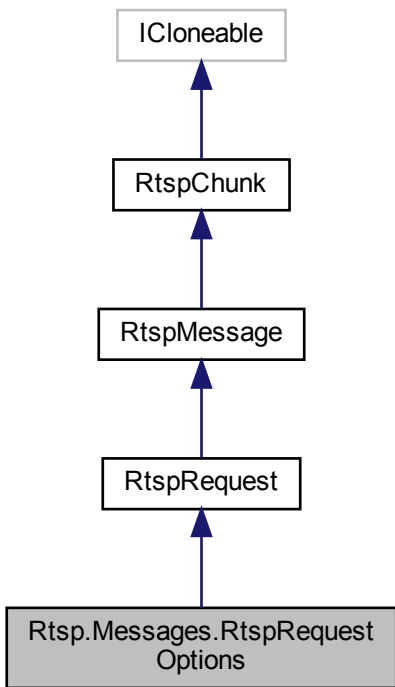 ICloneable
RtspChunk
RtspMessage
RtspRequest
Rtsp.Messages.RtspRequest
Options